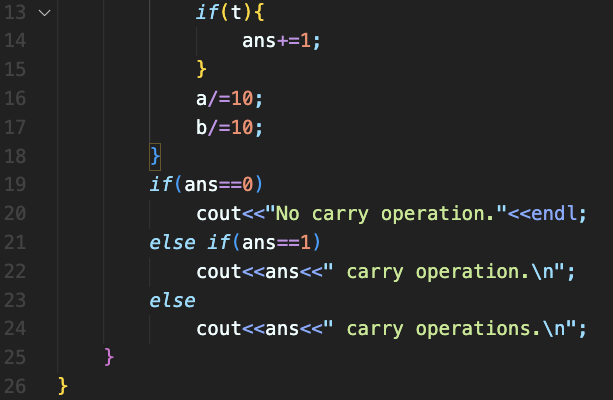 13 if(t){
14 ans+=1;
15 }
16 a/=10;
17 b/=10;
18 }
19 if(ans==0)
20 cout<<"No carry operation."<<endl;
21 else if(ans==1)
22 cout<<ans<<" carry operation.\n";
23 else
24 cout<<ans<<" carry operations.\n";
25 }
26 }